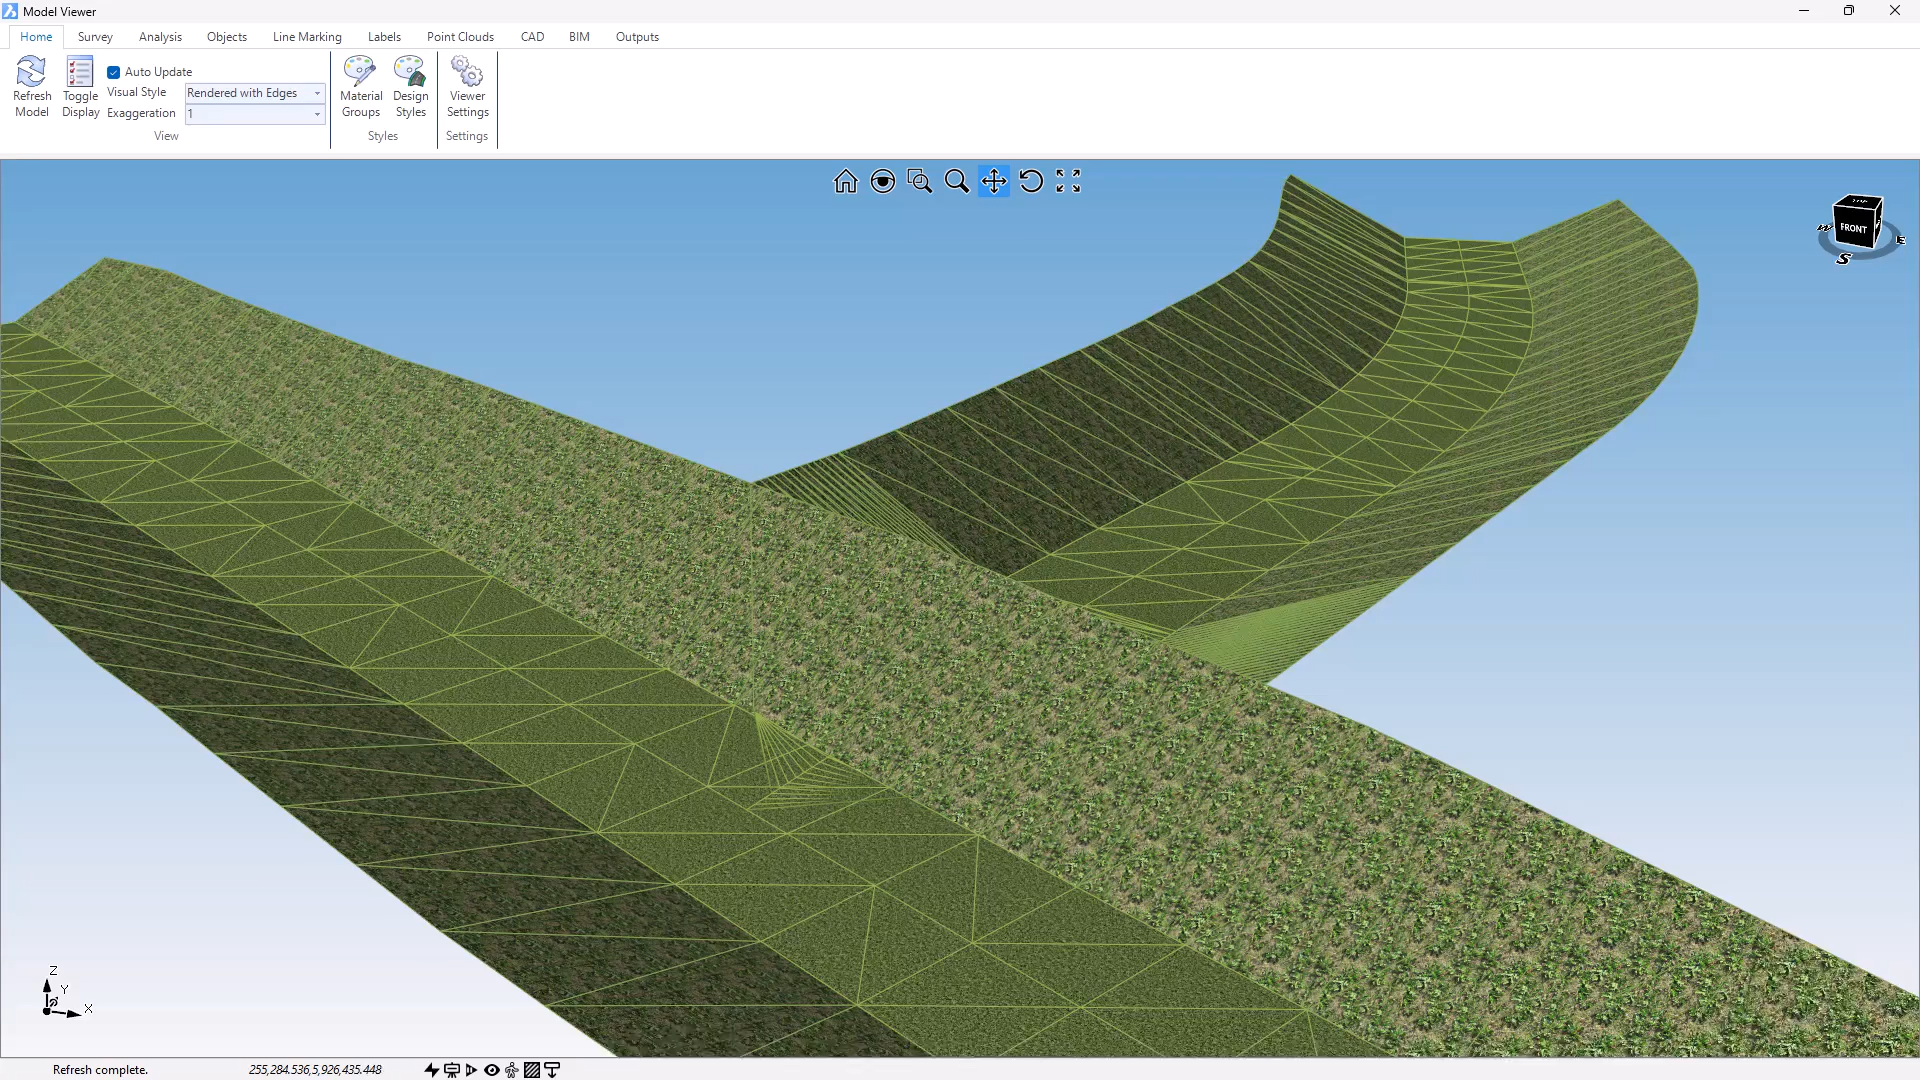 Model Viewer
Home Survey Analysis Objects Line Marking Labels Point Clouds CAD BIM Outputs
Refresh Model
Toggle Display
Auto Update
Visual Style Rendered with Edges
Exaggeration 1
View
Material Groups
Design Styles
Styles
Viewer Settings
Settings
TOP
FRONT
W
E
S
Z
Y
X
Refresh complete. 255,284.536,5,926,435.448